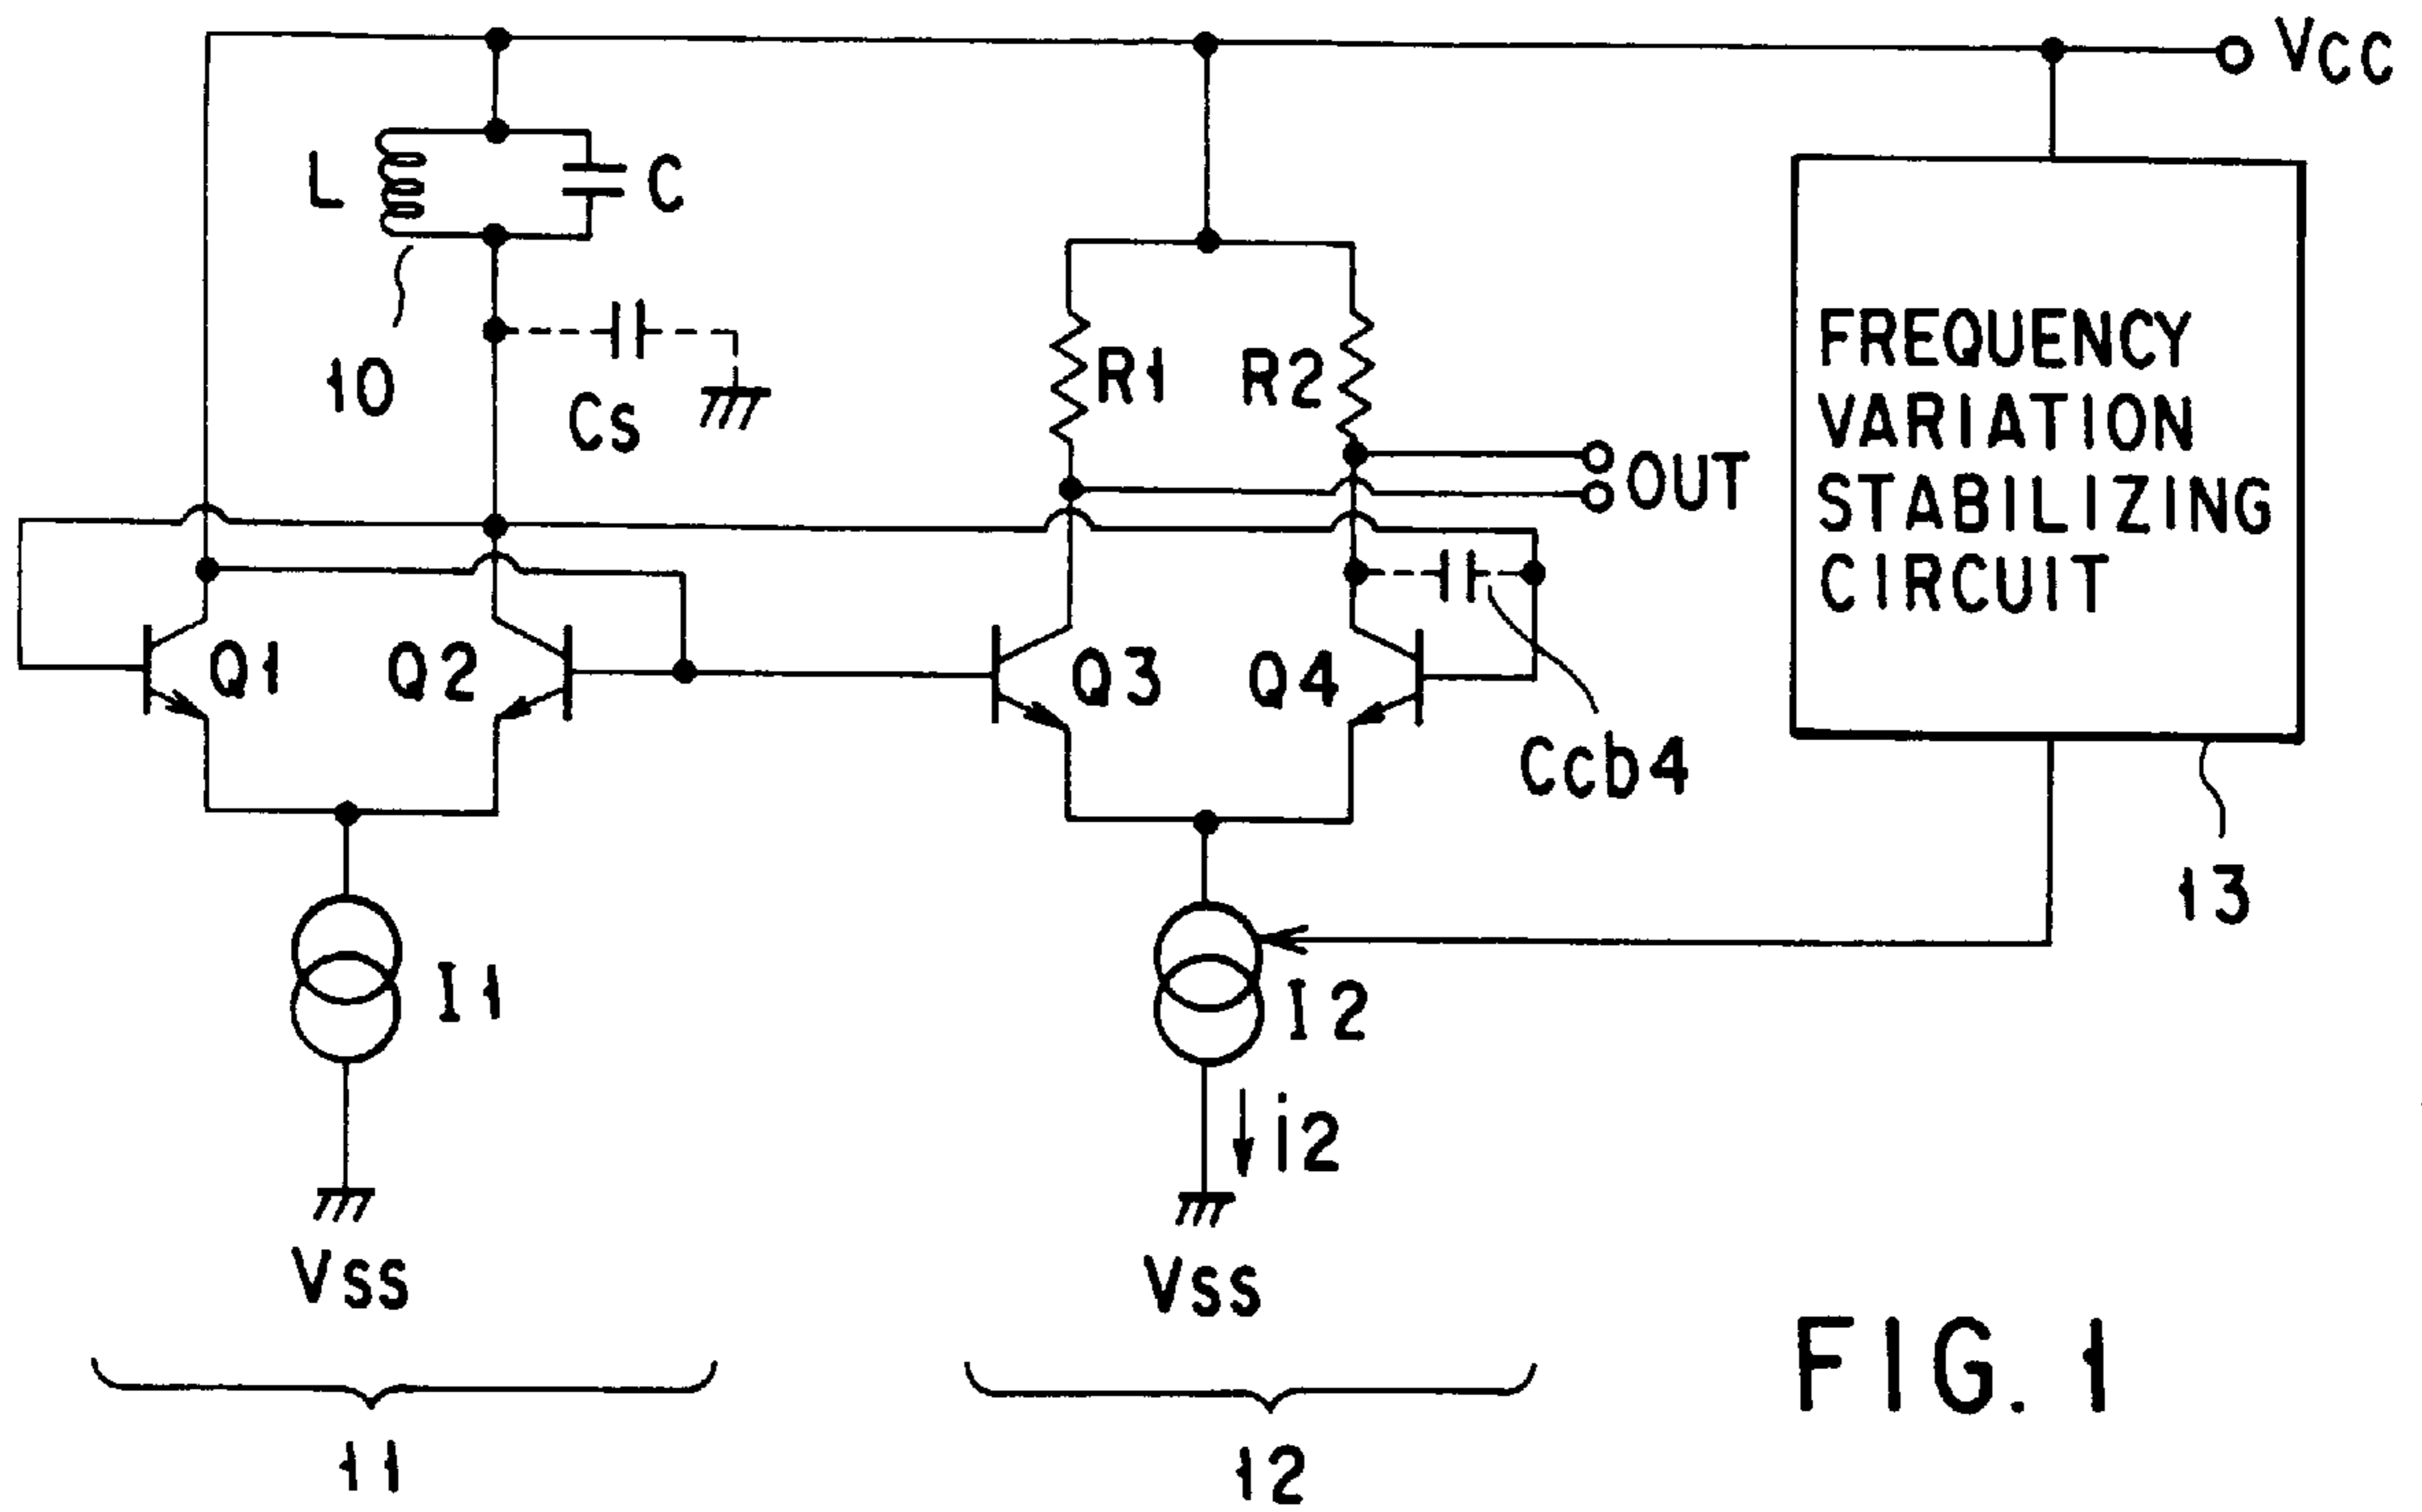 Vcc
L
C
10
Cs
R1
R2
OUT
FREQUENCY
VARIATION
STABILIZING
CIRCUIT
Q1
Q2
Q3
Q4
Ccb4
13
I1
I2
i2
Vss
Vss
11
12
FIG. 1